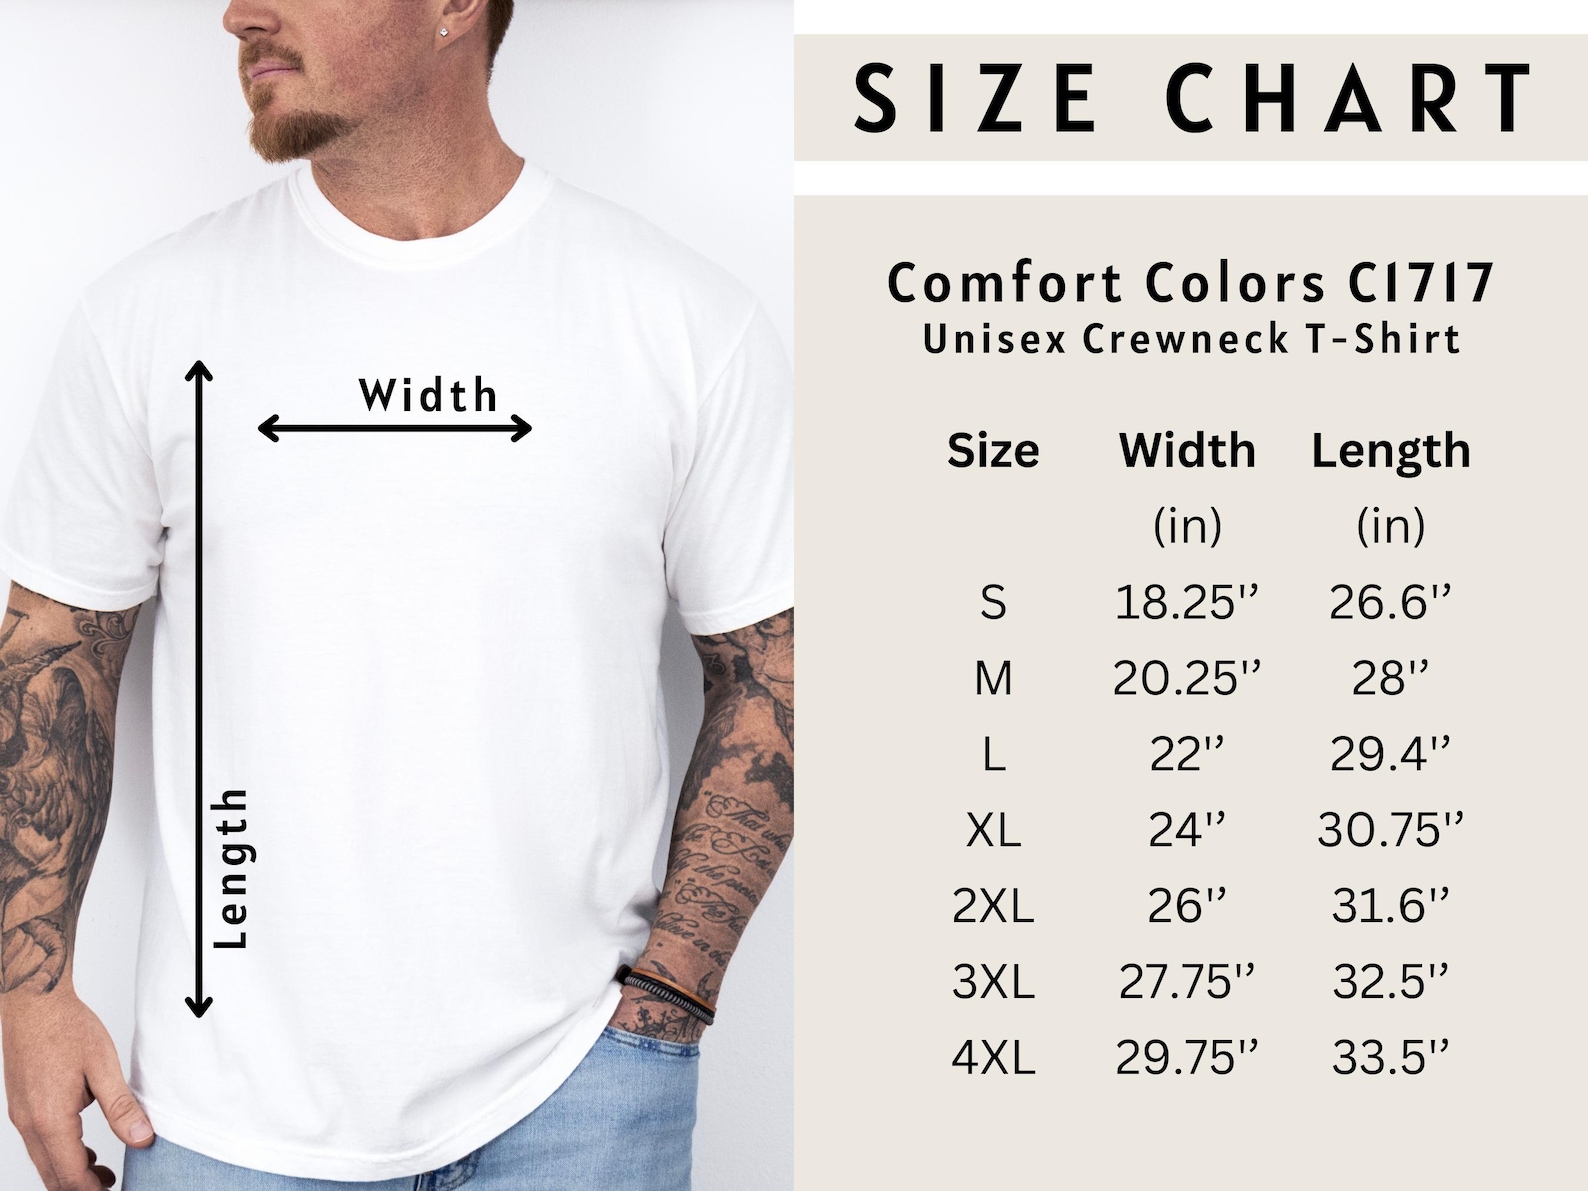 SIZE CHART
Comfort Colors C1717
Unisex Crewneck T-Shirt
Size Width Length
(in) (in)
S 18.25'’ 26.6'’
M 20.25'’ 28'’
L 22'’ 29.4'’
XL 24'’ 30.75'’
2XL 26'’ 31.6'’
3XL 27.75'’ 32.5'’
4XL 29.75'’ 33.5'’
Width
Length